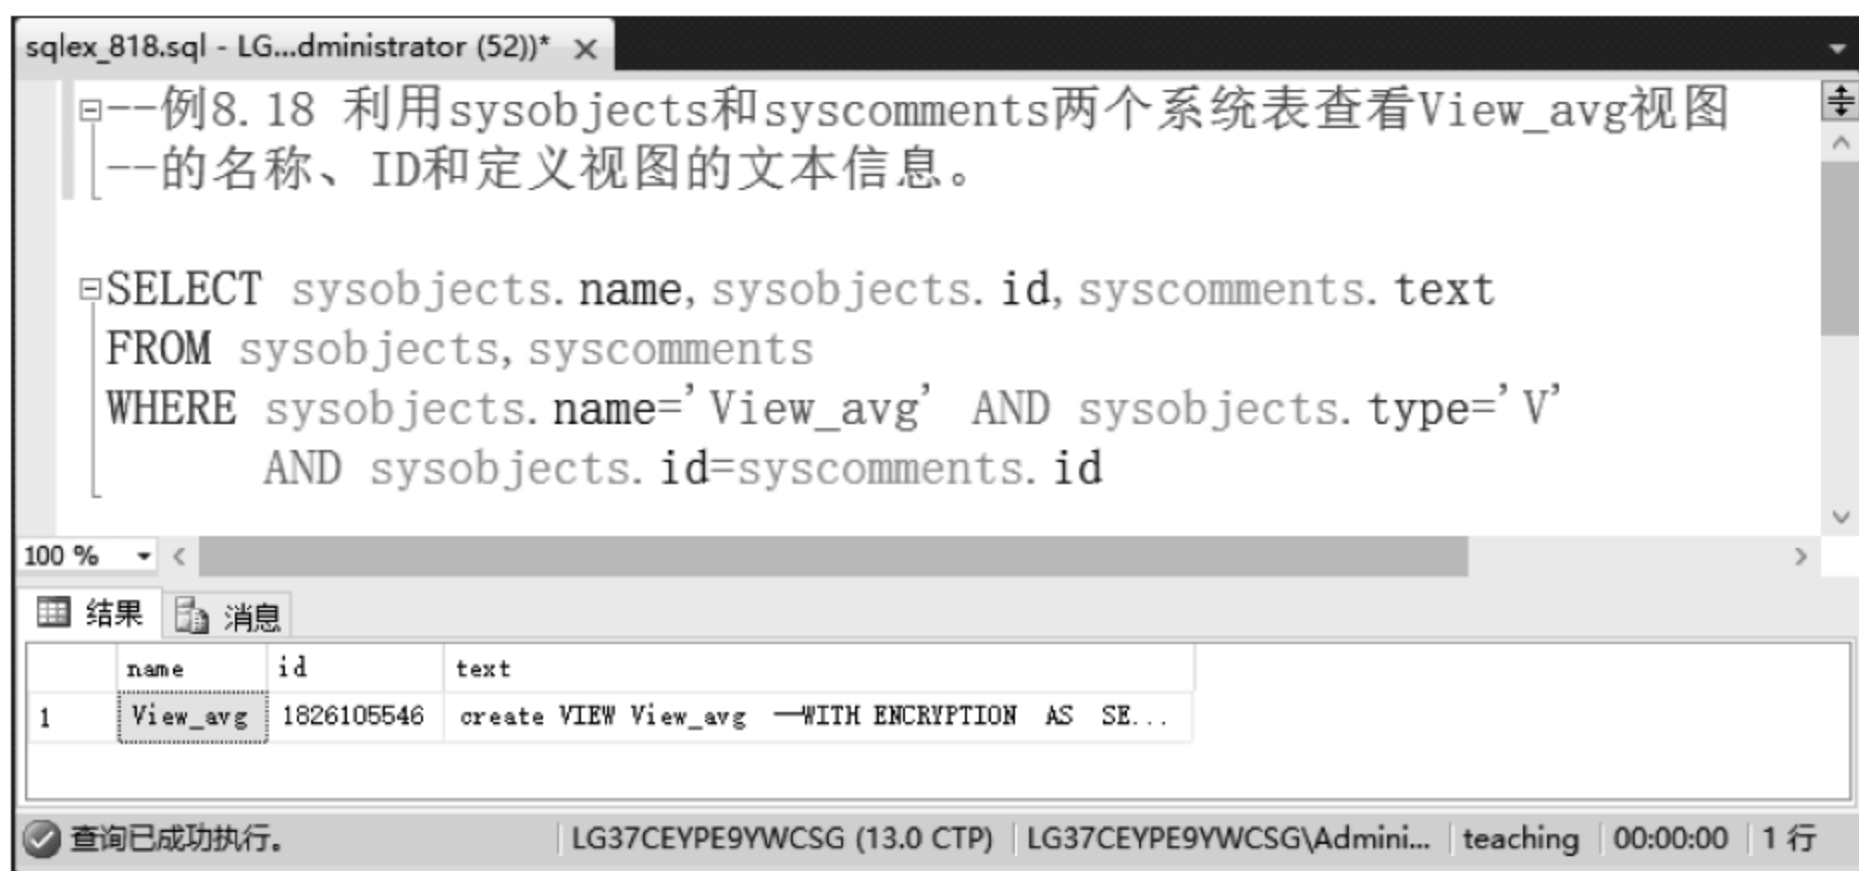 sqlex_818.sql - LG...dministrator (52))*
--例8.18 利用sysobjects和syscomments两个系统表查看View_avg视图
--的名称、ID和定义视图的文本信息。
SELECT sysobjects.name,sysobjects.id,syscomments.text
FROM sysobjects,syscomments
WHERE sysobjects.name='View_avg' AND sysobjects.type='V'
AND sysobjects.id=syscomments.id
100 %
结果 消息
name id text
1 View_avg 1826105546 create VIEW View_avg --WITH ENCRYPTION AS SE...
查询已成功执行。 LG37CEYPE9YWCSG (13.0 CTP) LG37CEYPE9YWCSG\Admini... teaching 00:00:00 1 行